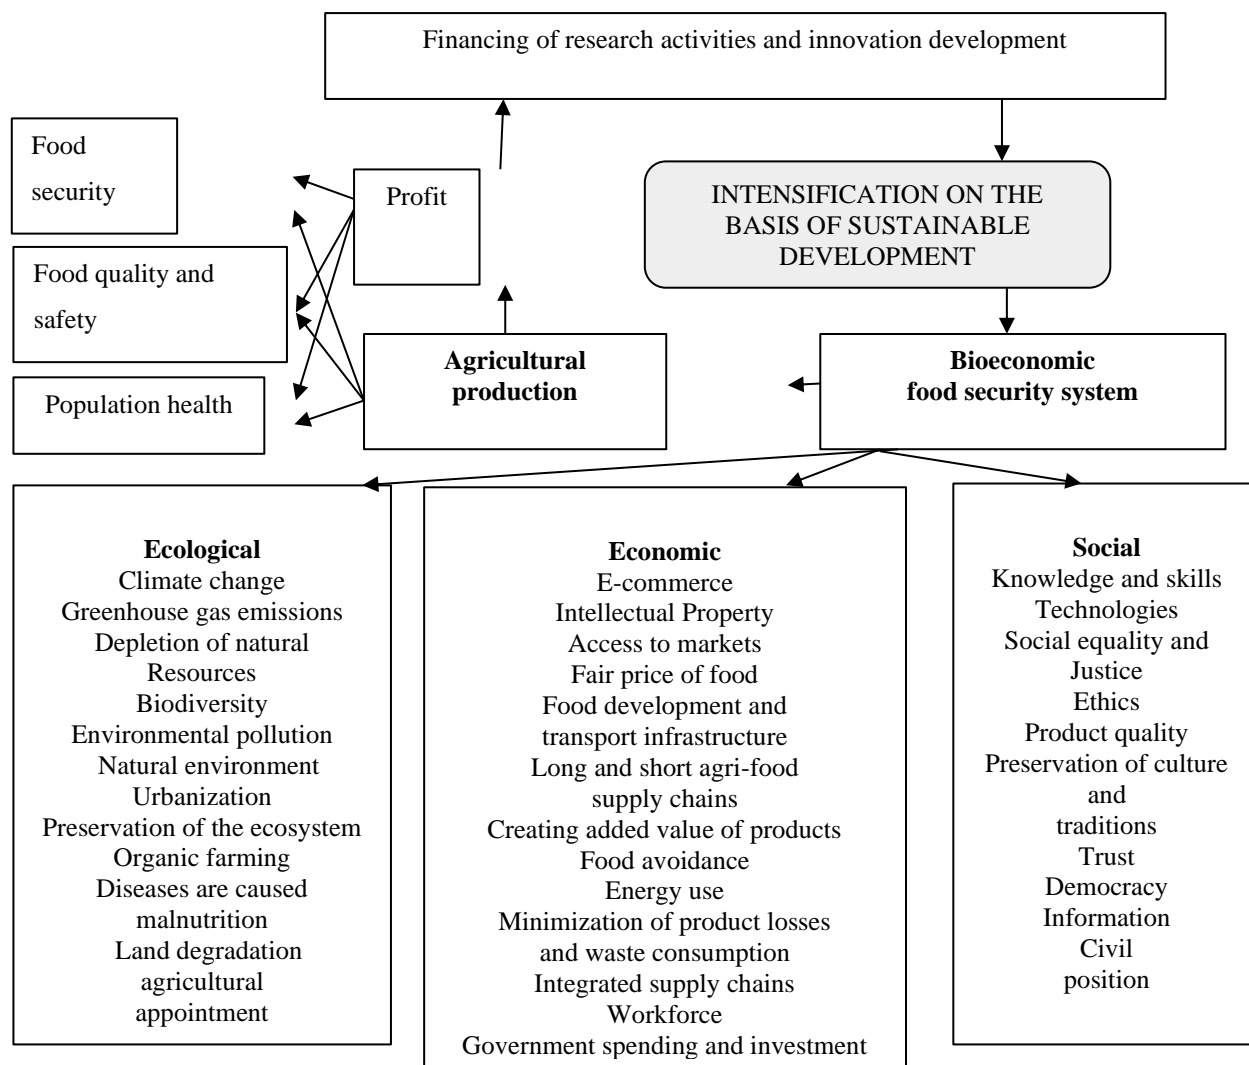 Financing of research activities and innovation development
Food
security
Profit
INTENSIFICATION ON THE
BASIS OF SUSTAINABLE
DEVELOPMENT
Food quality and
safety
Population health
Agricultural
production
Bioeconomic
food security system
Ecological
Climate change
Greenhouse gas emissions
Depletion of natural
Resources
Biodiversity
Environmental pollution
Natural environment
Urbanization
Preservation of the ecosystem
Organic farming
Diseases are caused
malnutrition
Land degradation
agricultural
appointment
Economic
E-commerce
Intellectual Property
Access to markets
Fair price of food
Food development and
transport infrastructure
Long and short agri-food
supply chains
Creating added value of products
Food avoidance
Energy use
Minimization of product losses
and waste consumption
Integrated supply chains
Workforce
Government spending and investment
Social
Knowledge and skills
Technologies
Social equality and
Justice
Ethics
Product quality
Preservation of culture
and
traditions
Trust
Democracy
Information
Civil
position